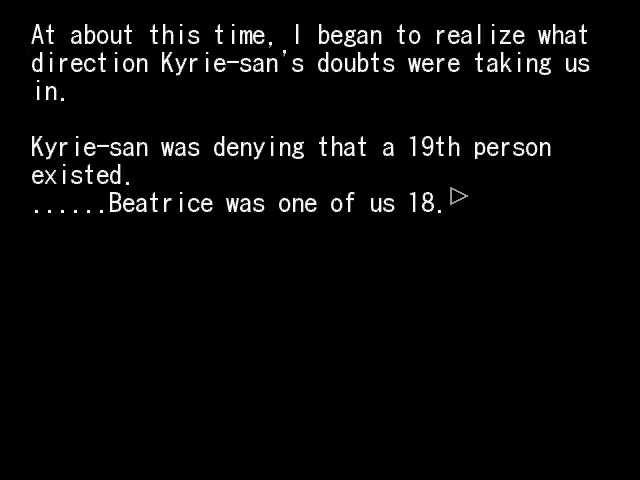 At about this time, I began to realize what
direction Kyrie-san's doubts were taking us
in.
Kyrie-san was denying that a 19th person
existed.
......Beatrice was one of us 18.